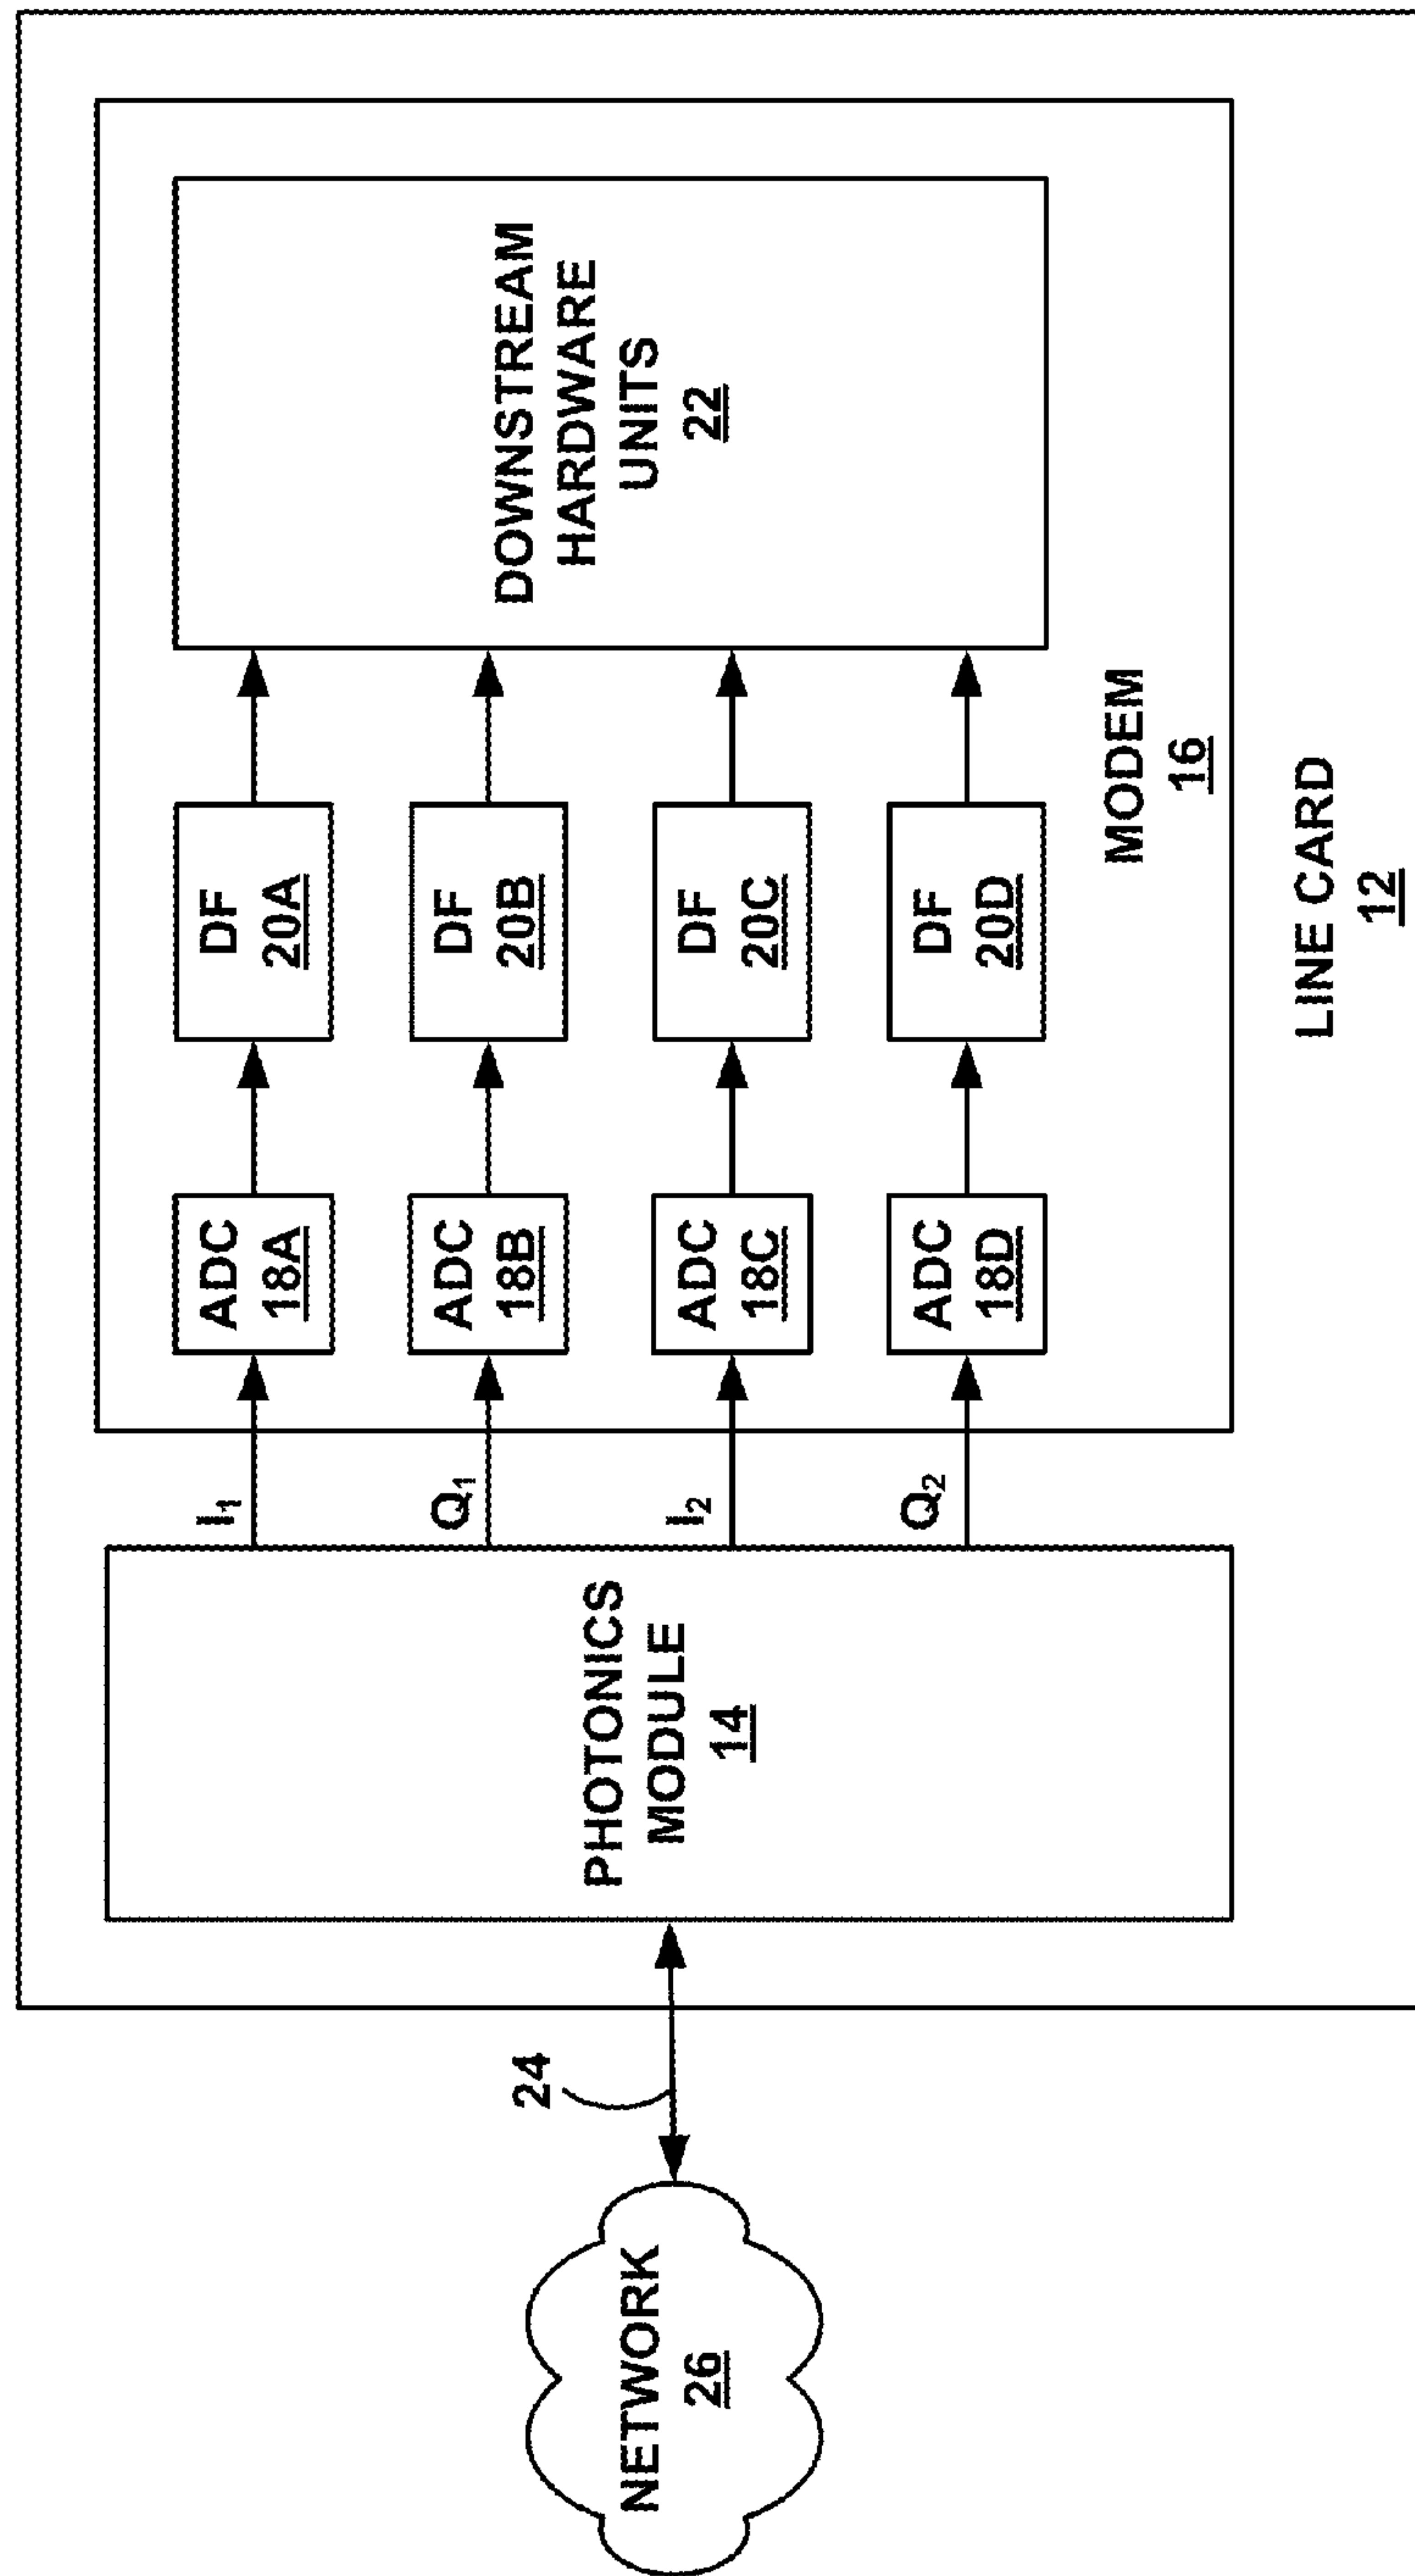 NETWORK
26
24
PHOTONICS
MODULE
14
I1
Q1
I2
Q2
ADC
18A
ADC
18B
ADC
18C
ADC
18D
DF
20A
DF
20B
DF
20C
DF
20D
DOWNSTREAM
HARDWARE
UNITS
22
MODEM
16
LINE CARD
12